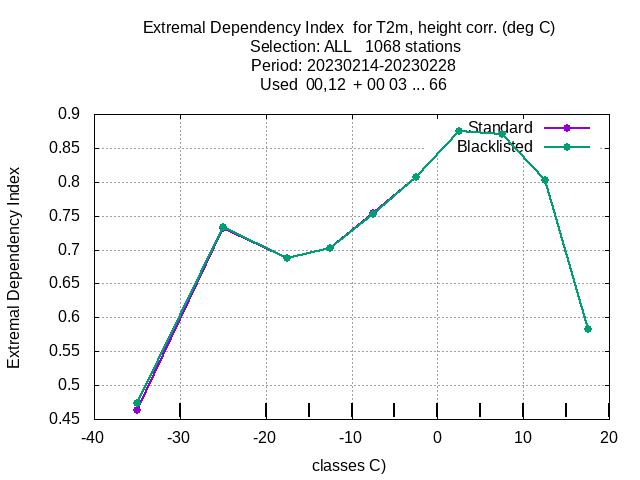 Extremal Dependency Index  for T2m, height corr. (deg C)
Selection: ALL   1068 stations
Period: 20230214-20230228
Used  00,12  + 00 03 ... 66
Extremal Dependency Index
0.9
0.85
0.8
0.75
0.7
0.65
0.6
0.55
0.5
0.45
Standard
Blacklisted
-40 -30 -20 -10 0 10 20
classes C)